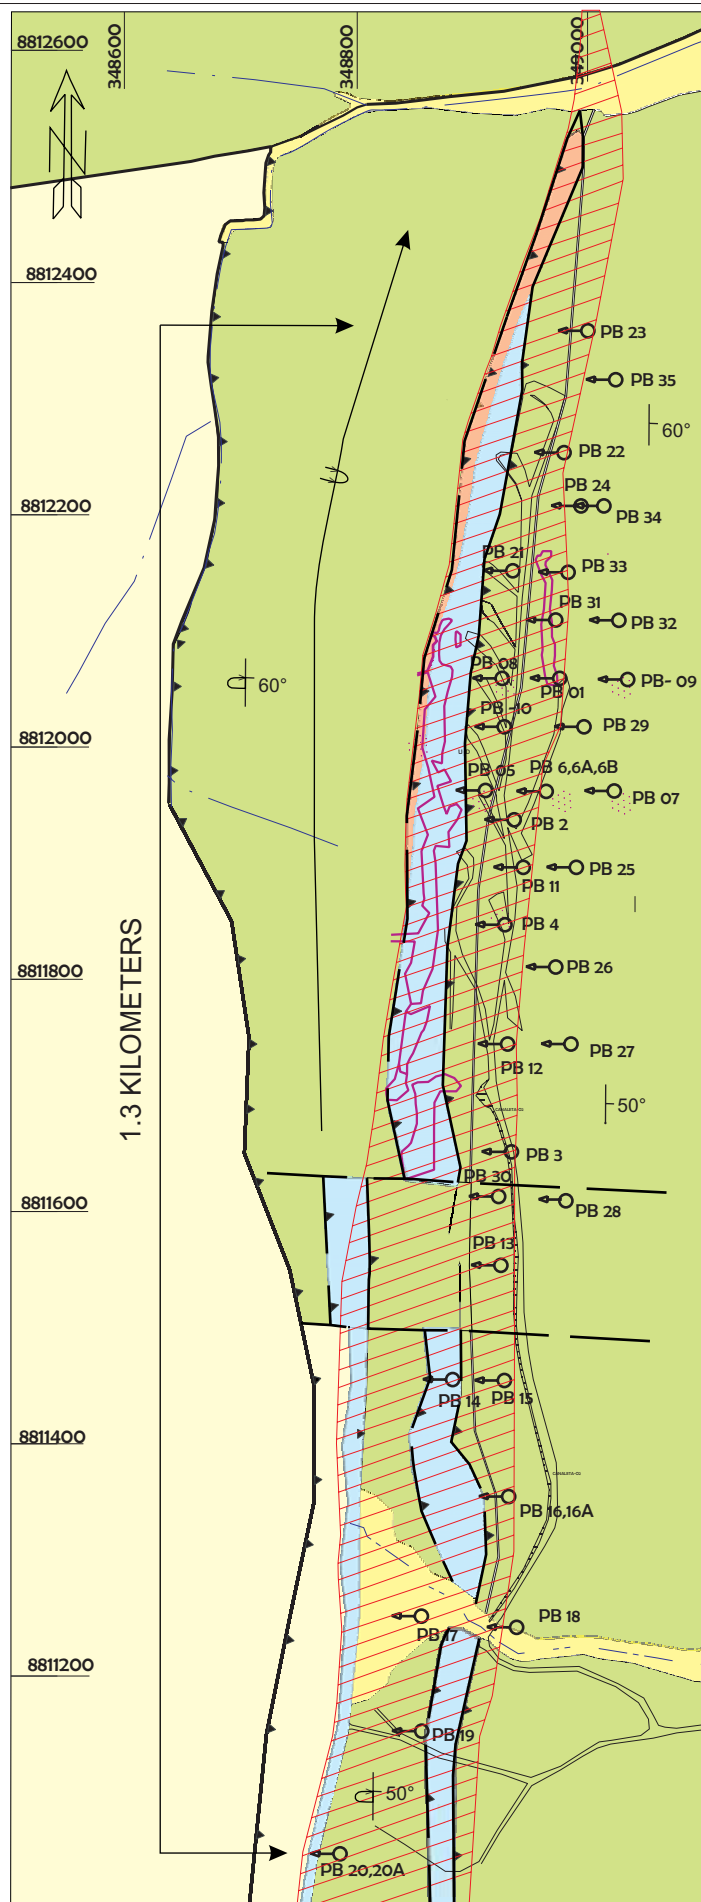 348600
348800
349000
8812600
N
8812400
PB 23
PB 35
60°
PB 22
8812200
PB 24
PB 34
PB 21
PB 33
PB 31
PB 32
PB 08
PB 01
PB- 09
60°
PB -10
PB 29
8812000
PB 05
PB 6,6A,6B
PB 07
PB 2
PB 11
PB 25
PB 4
1.3 KILOMETERS
PB 26
8811800
PB 12
PB 27
CANALETA-CG
50°
PB 3
PB 30
8811600
PB 28
PB 13
PB 14
PB 15
8811400
CANALETA-CG
PB 16,16A
PB 17
PB 18
8811200
PB 19
50°
PB 20,20A